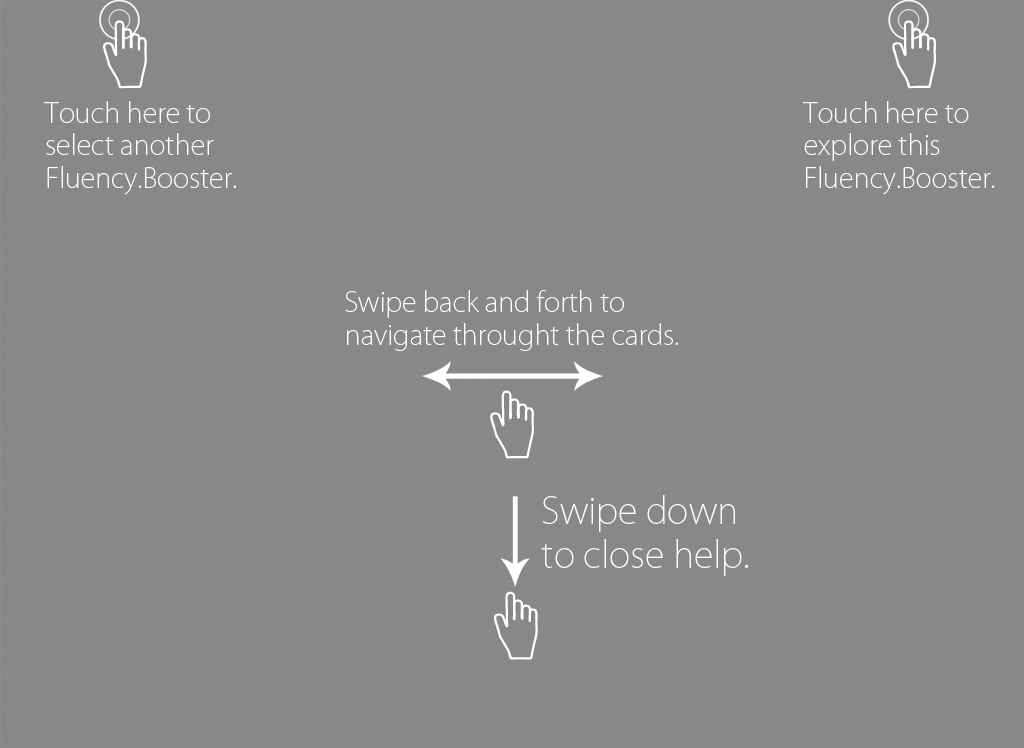 Touch here to
select another
Fluency.Booster.
Touch here to
explore this
Fluency.Booster.
Swipe back and forth to
navigate throught the cards.
Swipe down
to close help.